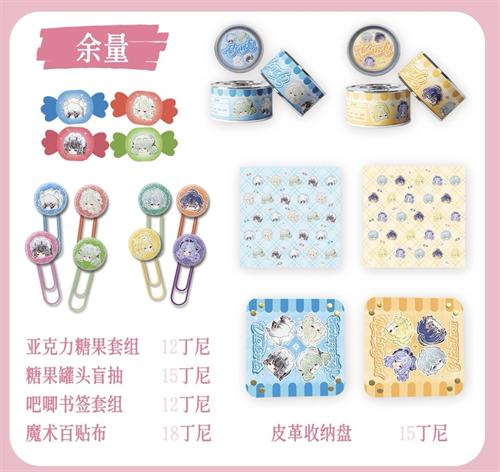 余量
亚克力糖果套组 12丁尼
糖果罐头盲抽 15丁尼
吧唧书签套组 12丁尼
魔术百贴布 18丁尼
皮革收纳盘 15丁尼